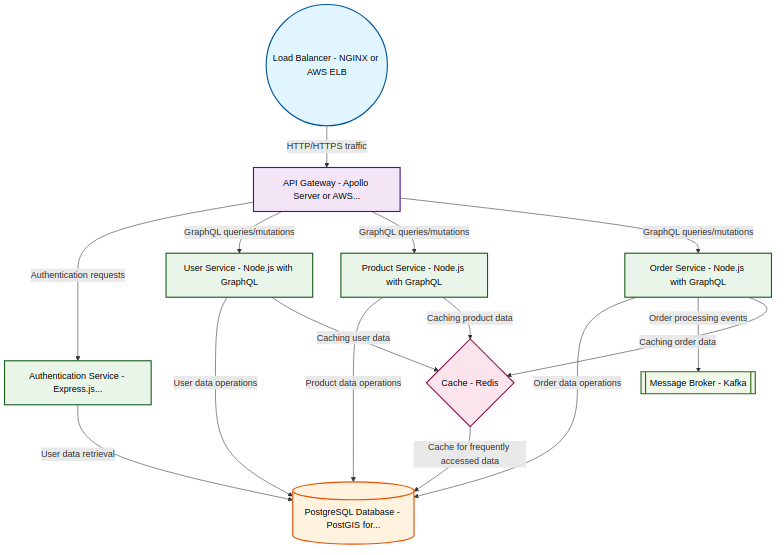 Load Balancer - NGINX or
AWS ELB
HTTP/HTTPS traffic
API Gateway - Apollo
Server or AWS...
GraphQL queries/mutations
GraphQL queries/mutations
GraphQL queries/mutations
Authentication requests
User Service - Node.js with
GraphQL
Product Service - Node.js
with GraphQL
Order Service - Node.js
with GraphQL
Caching product data
Order processing events
Caching user data
Caching order data
Authentication Service -
Express.js...
User data operations
Product data operations
Cache - Redis
Order data operations
Message Broker - Kafka
User data retrieval
Cache for frequently
accessed data
PostgreSQL Database -
PostGIS for...